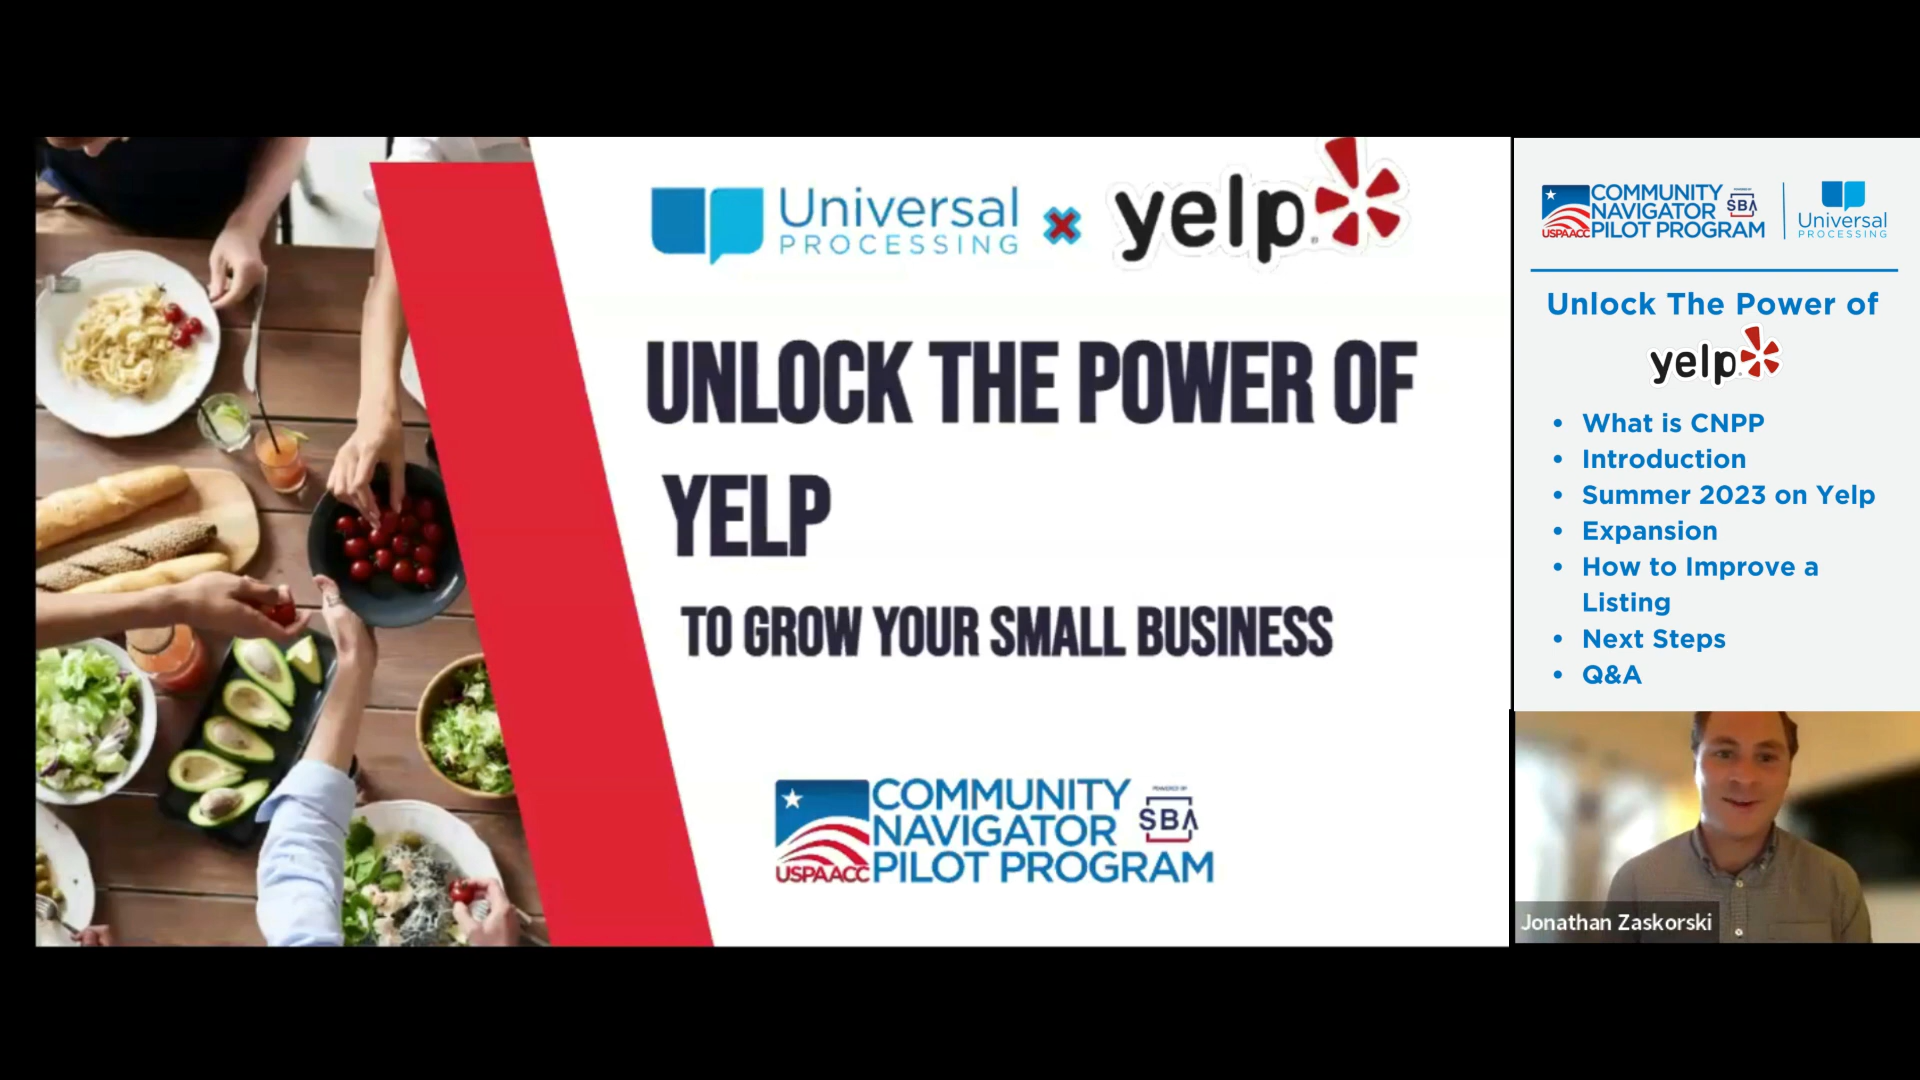 Universal
PROCESSING
yelp
UNLOCK THE POWER OF
YELP
TO GROW YOUR SMALL BUSINESS
COMMUNITY
NAVIGATOR
PILOT PROGRAM
USPAACC
POWERED BY
SBA
COMMUNITY
NAVIGATOR
PILOT PROGRAM
USPAACC
SBA
Universal
PROCESSING
Unlock The Power of
yelp
• What is CNPP
• Introduction
• Summer 2023 on Yelp
• Expansion
• How to Improve a
Listing
• Next Steps
• Q&A
Jonathan Zaskorski